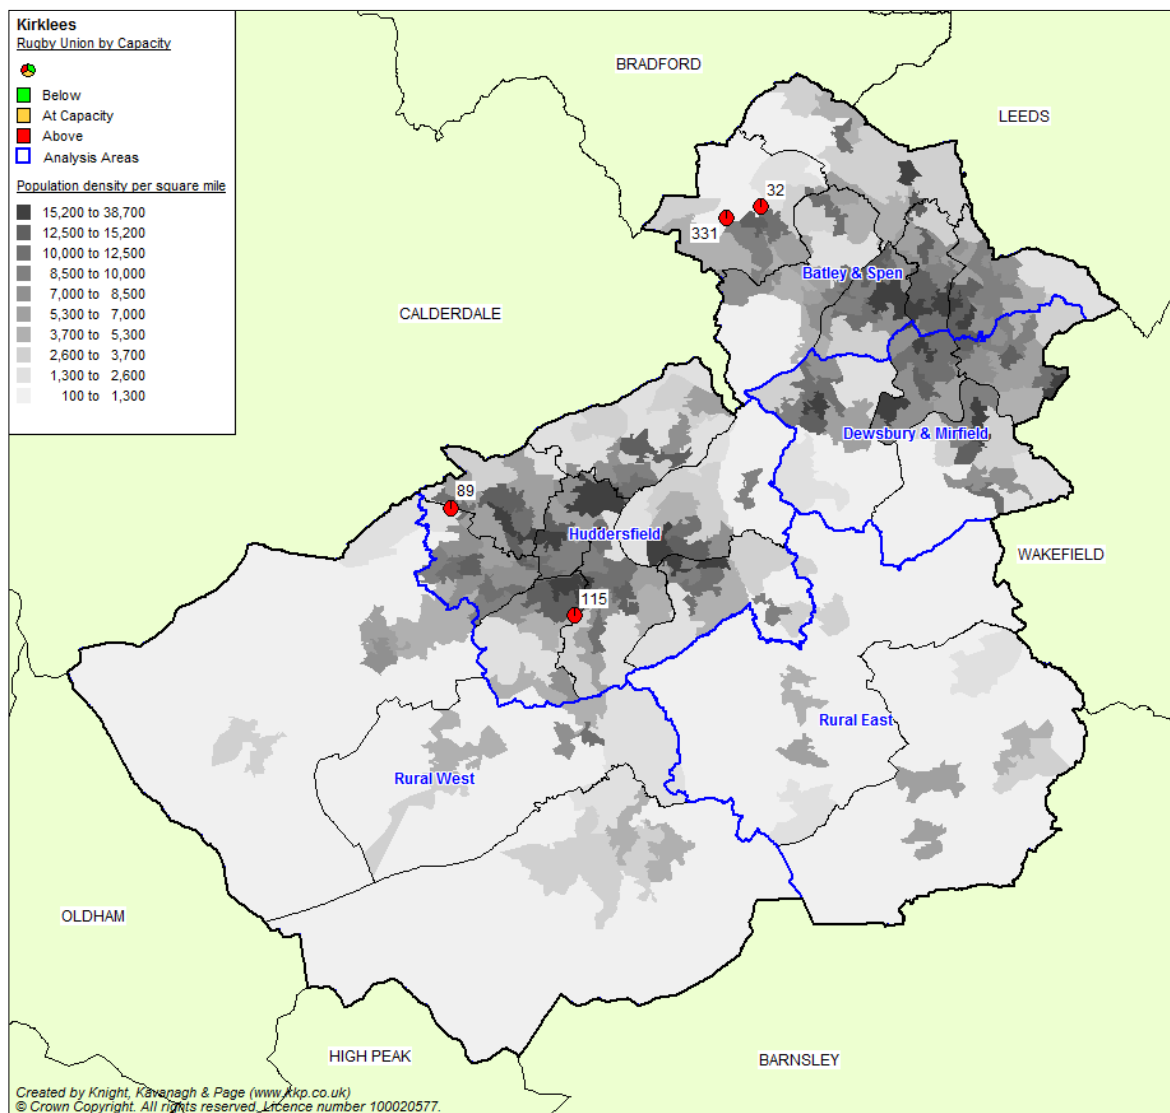 Kirklees
Rugby Union by Capacity
Below
At Capacity
Above
Analysis Areas
Population density per square mile
15,200 to 38,700
12,500 to 15,200
10,000 to 12,500
8,500 to 10,000
7,000 to 8,500
5,300 to 7,000
3,700 to 5,300
2,600 to 3,700
1,300 to 2,600
100 to 1,300
BRADFORD
LEEDS
32
331
Batley & Spen
CALDERDALE
Dewsbury & Mirfield
89
Huddersfield
WAKEFIELD
115
Rural East
Rural West
OLDHAM
HIGH PEAK
BARNSLEY
Created by Knight, Kavanagh & Page (www.kkp.co.uk)
© Crown Copyright. All rights reserved. Licence number 100020577.